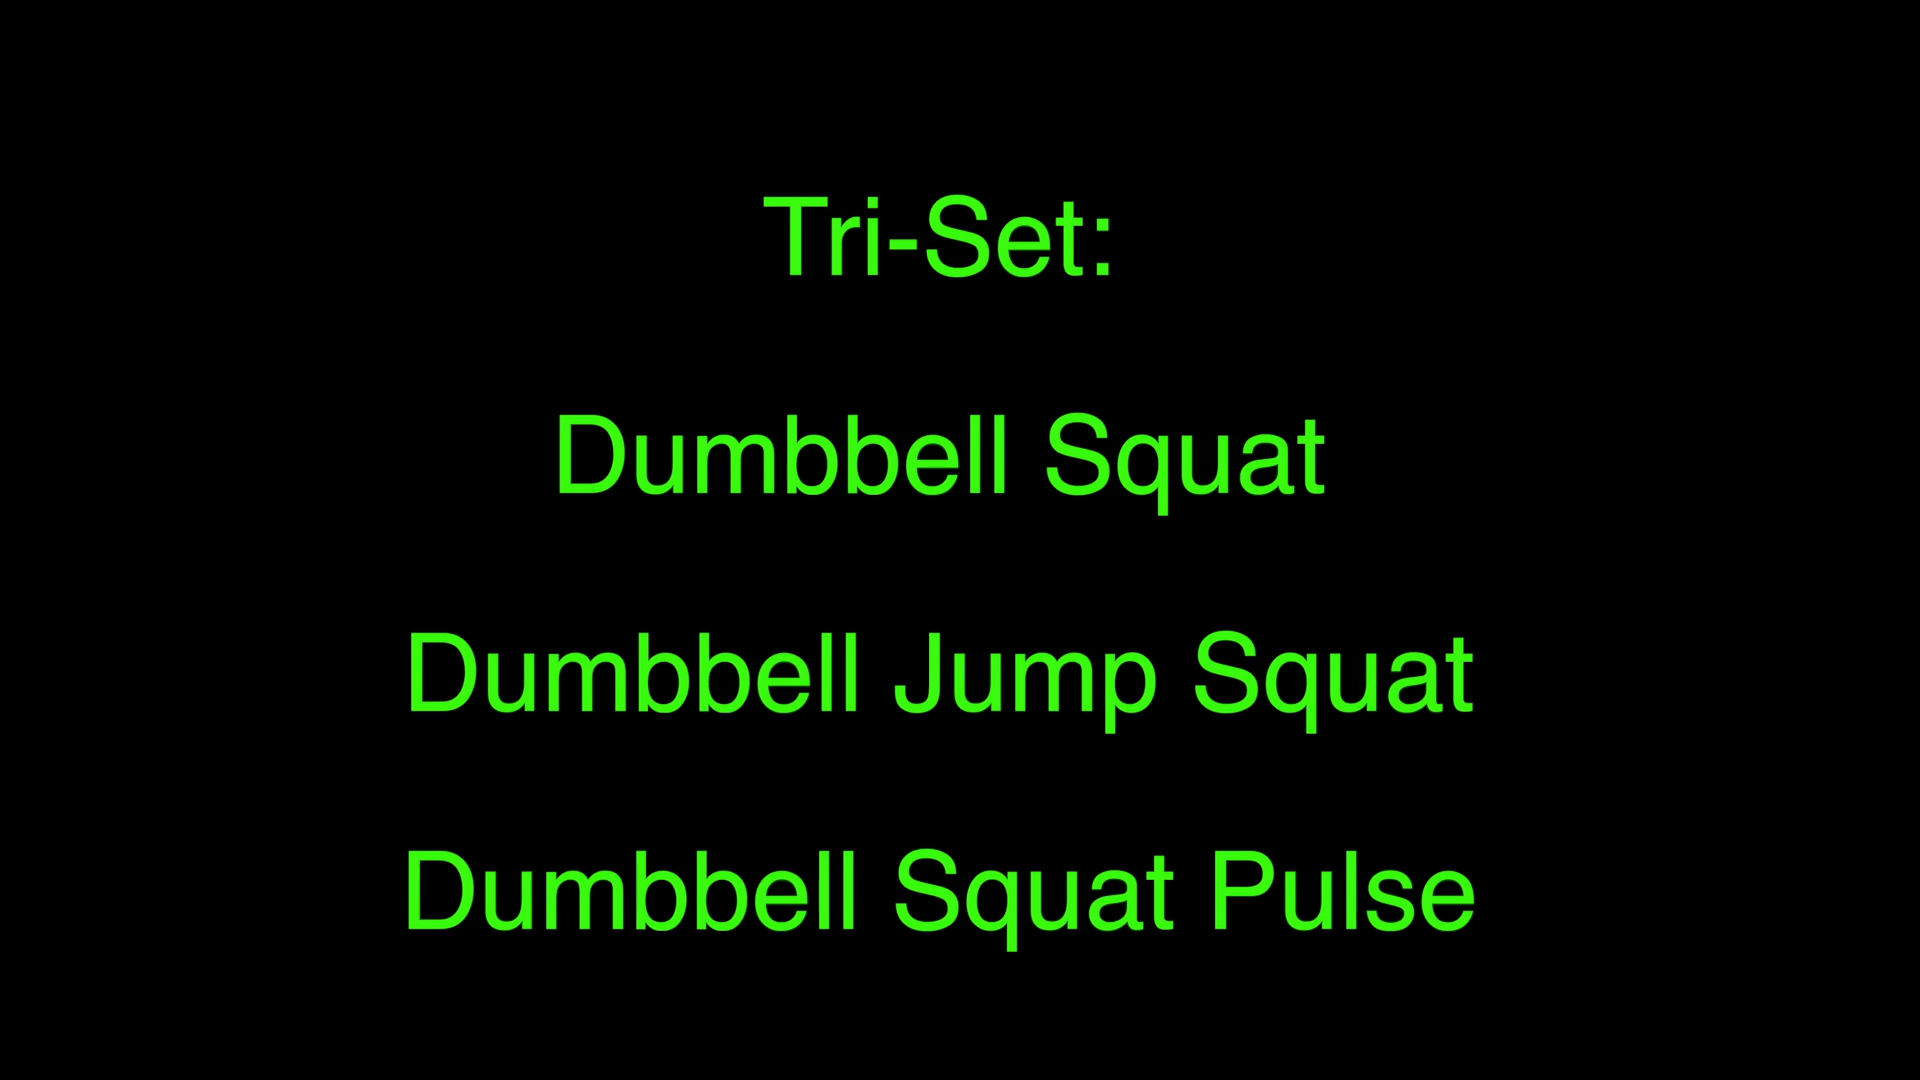 Tri-Set:
Dumbbell Squat
Dumbbell Jump Squat
Dumbbell Squat Pulse